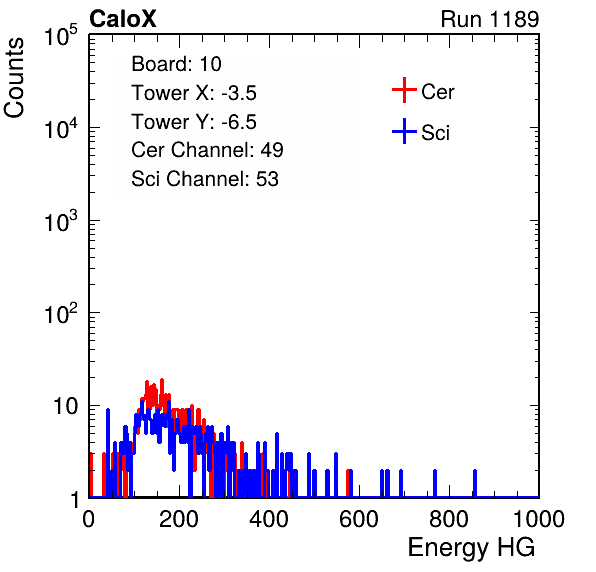 CaloX Run 1189
Counts
10^5
10^4
10^3
10^2
10
1
Board: 10
Tower X: -3.5
Tower Y: -6.5
Cer Channel: 49
Sci Channel: 53
Cer
Sci
0 200 400 600 800 1000
Energy HG